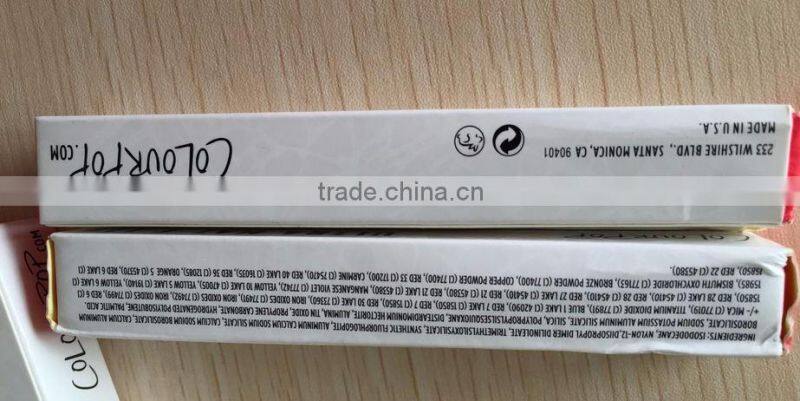 COLOURPOP.COM
233 WILSHIRE BLVD., SANTA MONICA, CA 90401
MADE IN U.S.A.
trade.china.cn
COLOURPOP
INGREDIENTS: ISODODECANE, NYLON-12, DIISOPROPYL DIMER DILINOLEATE, TRIMETHYLSILOXYSILICATE, SYNTHETIC FLUORPHLOGOPITE, ALUMINUM CALCIUM SODIUM SILICATE, CALCIUM SODIUM BOROSILICATE, CALCIUM ALUMINUM
BOROSILICATE, SODIUM POTASSIUM ALUMINUM SILICATE, SILICA, POLYPROPYLSILSESQUIOXANE, DISTEARDIMONIUM HECTORITE, ALUMINA, TIN OXIDE, PROPYLENE CARBONATE, HYDROGENATED POLYISOBUTENE, PALMITIC ACID,
+/- MICA (CI 77019), TITANIUM DIOXIDE (CI 77891), BLUE 1 LAKE (CI 42090), RED 7 LAKE (CI 15850), RED 30 LAKE (CI 73360), IRON OXIDES (CI 77491), IRON OXIDES (CI 77492), IRON OXIDES (CI 77499), RED 6 (CI
15850), RED 28 LAKE (CI 45410), RED 28 (CI 45410), RED 27 LAKE (CI 45410), RED 21 LAKE (CI 45380), RED 21 (CI 45380), MANGANESE VIOLET (CI 77742), YELLOW 10 LAKE (CI 47005), YELLOW 5 LAKE (CI 19140), YELLOW 6 LAKE (CI
15985), BISMUTH OXYCHLORIDE (CI 77163), BRONZE POWDER (CI 77400), COPPER POWDER (CI 77400), RED 33 (CI 17200), CARMINE (CI 75470), RED 40 LAKE (CI 16035), RED 36 (CI 12085), ORANGE 5 (CI 45370), RED 6 LAKE (CI
15850), RED 22 (CI 45380).